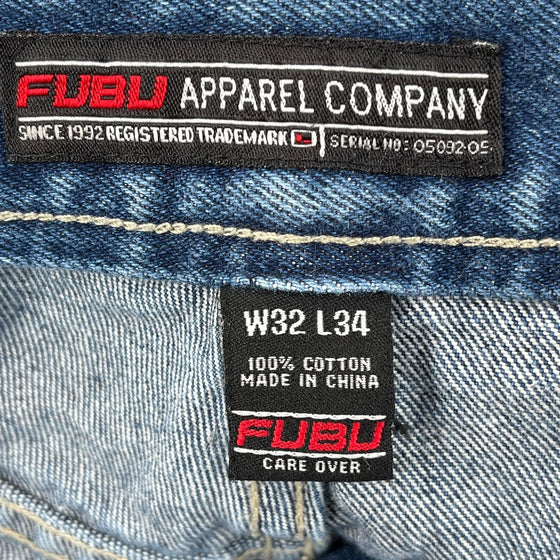 FUBU APPAREL COMPANY
SINCE 1992 REGISTERED TRADEMARK
SERIAL NO: 05092-05
W32 L34
100% COTTON
MADE IN CHINA
FUBU
CARE OVER